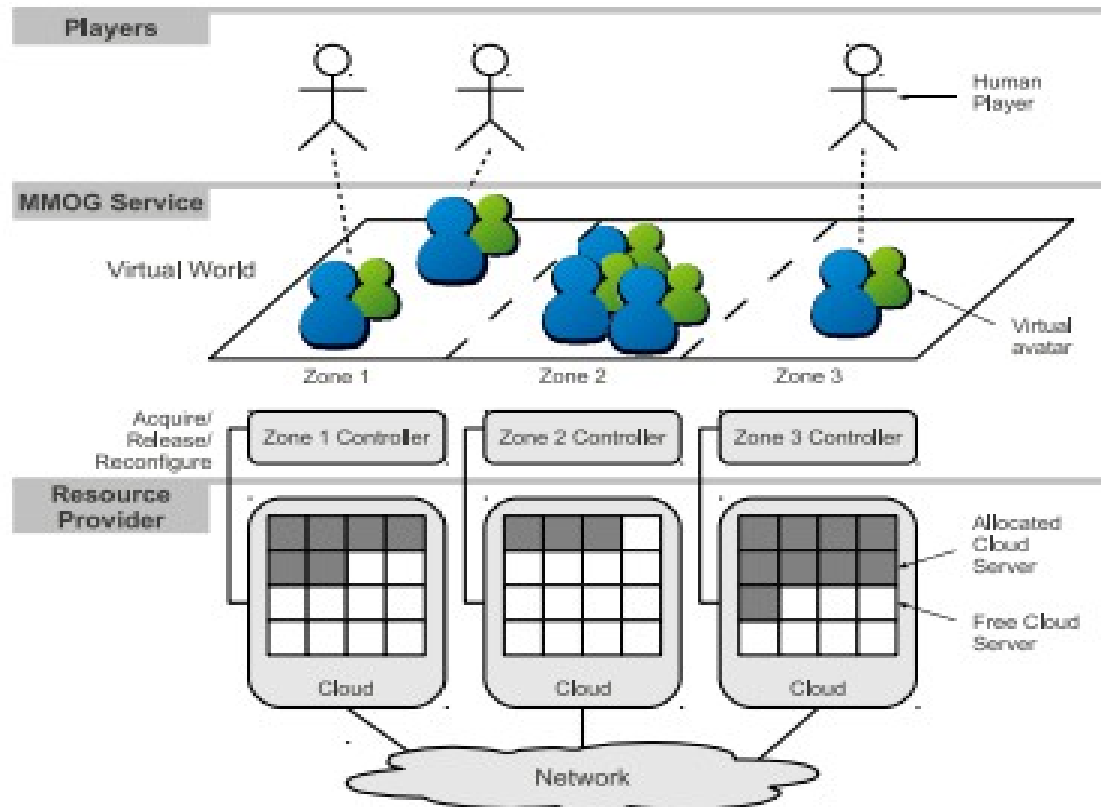 Players
Human
Player
MMOG Service
Virtual World
Virtual
avatar
Zone 1
Zone 2
Zone 3
Acquire/
Release/
Reconfigure
Zone 1 Controller
Zone 2 Controller
Zone 3 Controller
Resource
Provider
Allocated
Cloud
Server
Free Cloud
Server
Cloud
Cloud
Cloud
Network